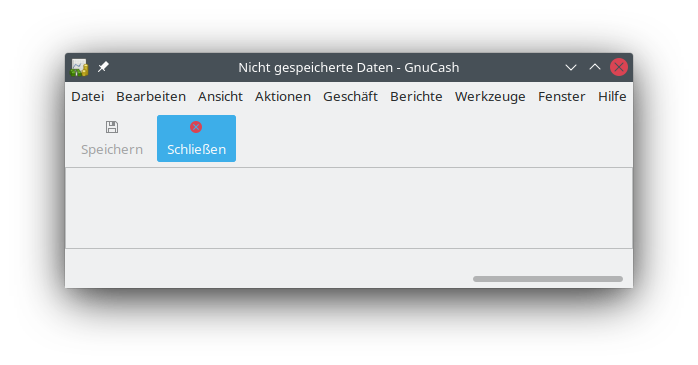 Nicht gespeicherte Daten - GnuCash
Datei Bearbeiten Ansicht Aktionen Geschäft Berichte Werkzeuge Fenster Hilfe
Speichern Schließen